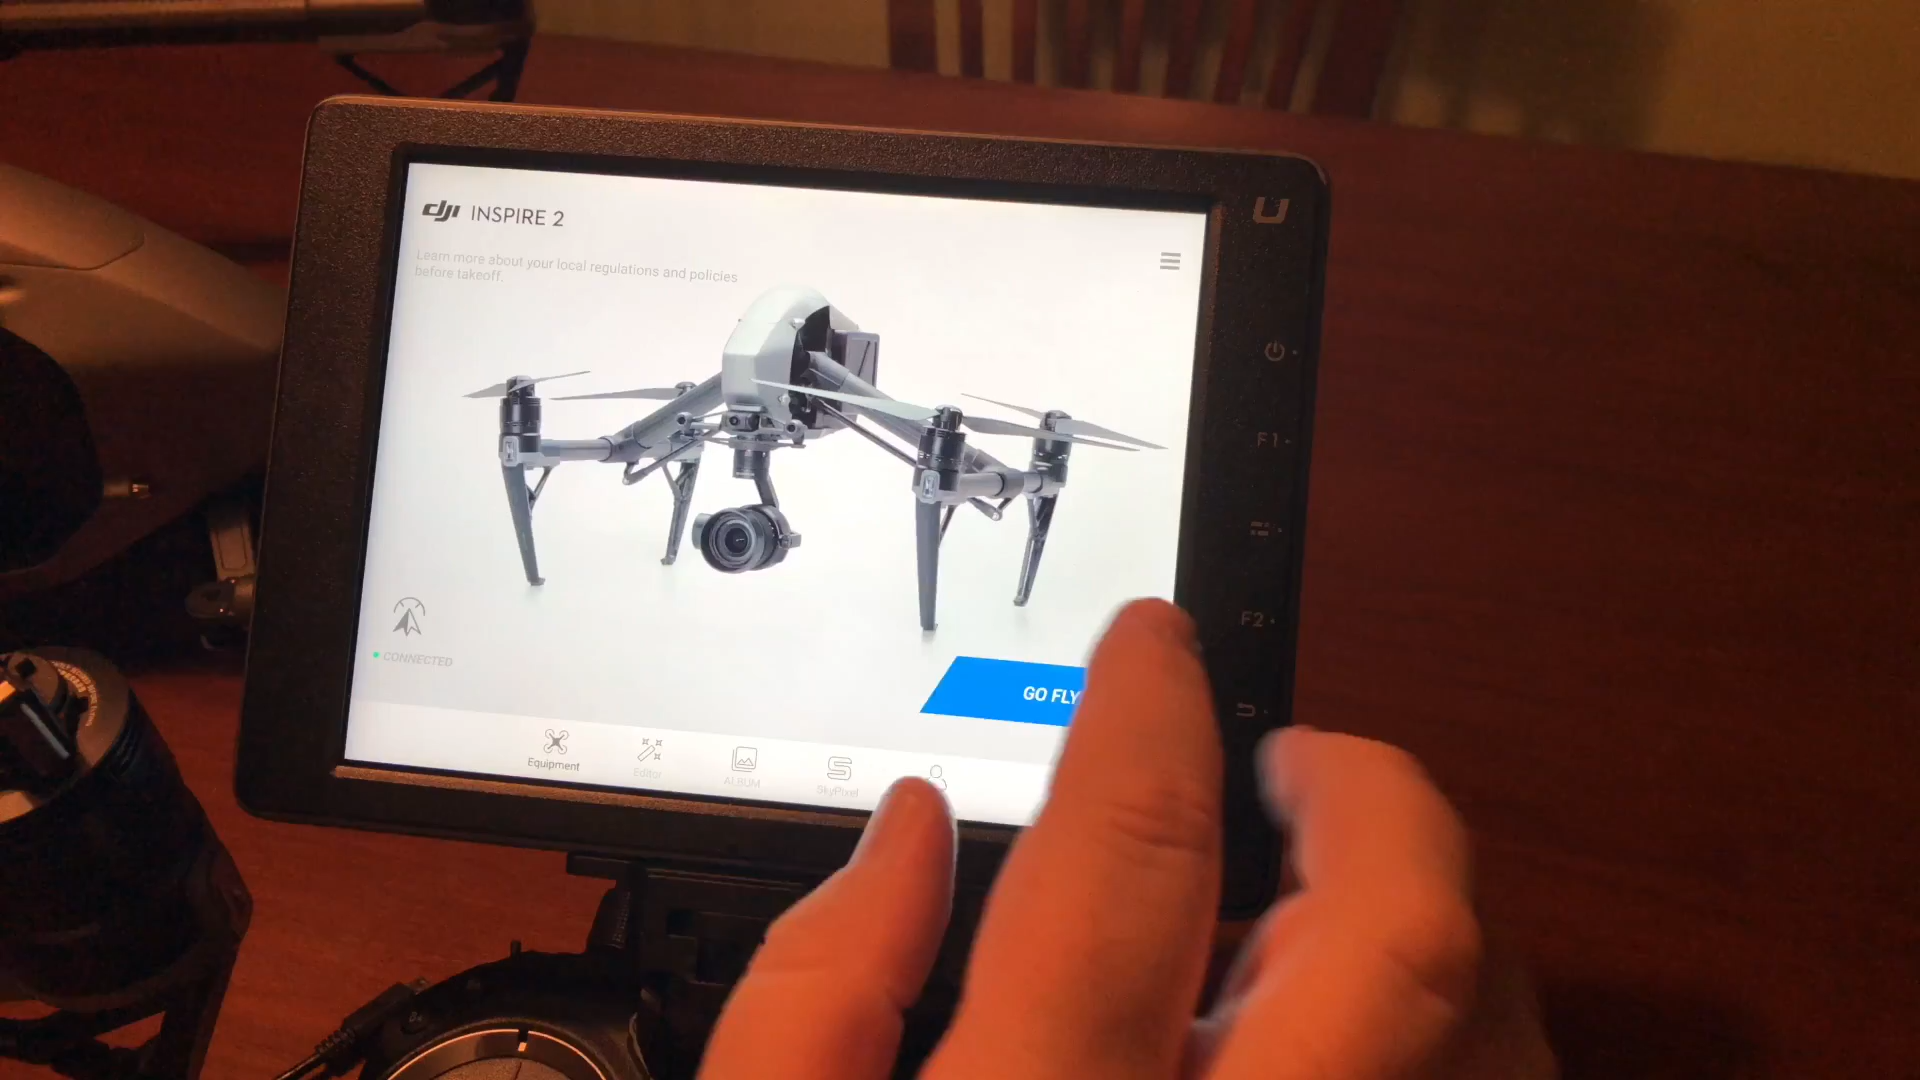 dji INSPIRE 2
Learn more about your local regulations and policies
before takeoff.
CONNECTED
GO FLY
Equipment
Editor
ALBUM
SkyPixel
F1
F2